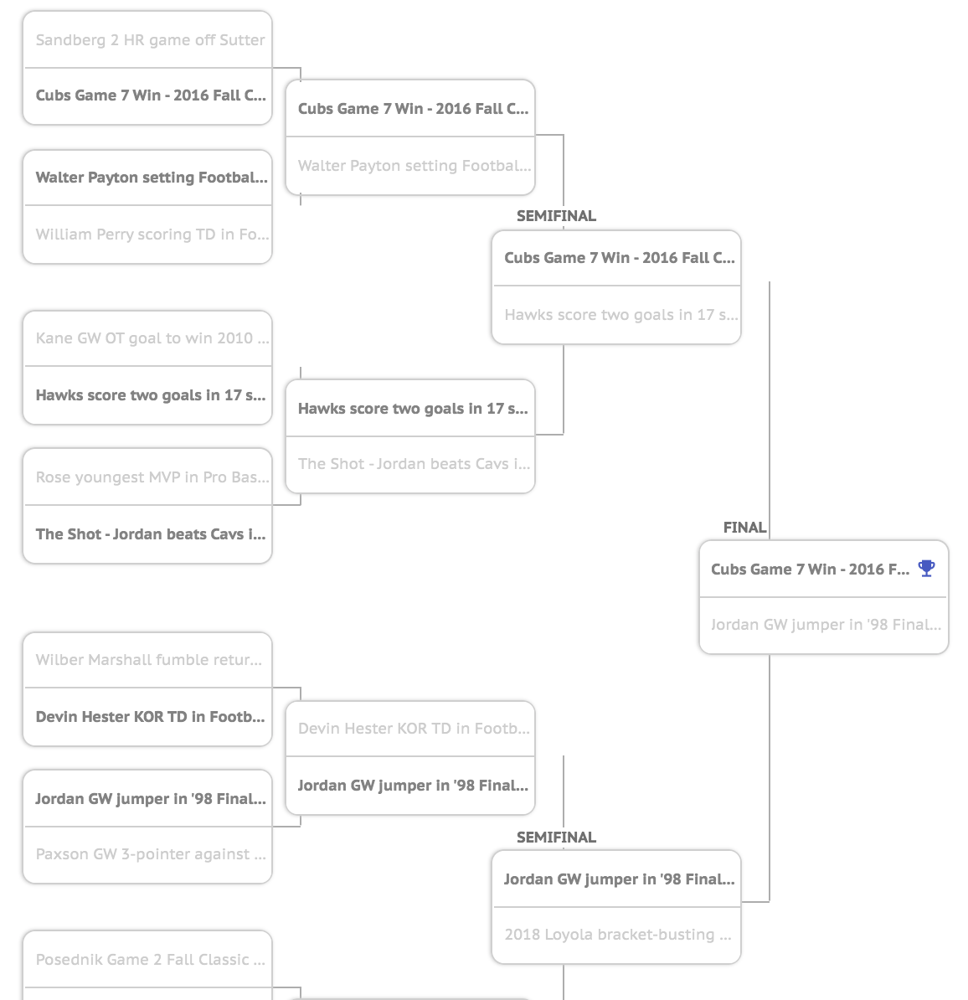 Sandberg 2 HR game off Sutter
Cubs Game 7 Win - 2016 Fall C...
Walter Payton setting Footbal...
William Perry scoring TD in Fo...
Kane GW OT goal to win 2010 ...
Hawks score two goals in 17 s...
Rose youngest MVP in Pro Bas...
The Shot - Jordan beats Cavs i...
Wilber Marshall fumble retur...
Devin Hester KOR TD in Footb...
Jordan GW jumper in '98 Final...
Paxson GW 3-pointer against ...
Posednik Game 2 Fall Classic ...
Cubs Game 7 Win - 2016 Fall C...
Walter Payton setting Footbal...
Hawks score two goals in 17 s...
The Shot - Jordan beats Cavs i...
Devin Hester KOR TD in Footb...
Jordan GW jumper in '98 Final...
SEMIFINAL
Cubs Game 7 Win - 2016 Fall C...
Hawks score two goals in 17 s...
SEMIFINAL
Jordan GW jumper in '98 Final...
2018 Loyola bracket-busting ...
FINAL
Cubs Game 7 Win - 2016 F...
Jordan GW jumper in '98 Final...